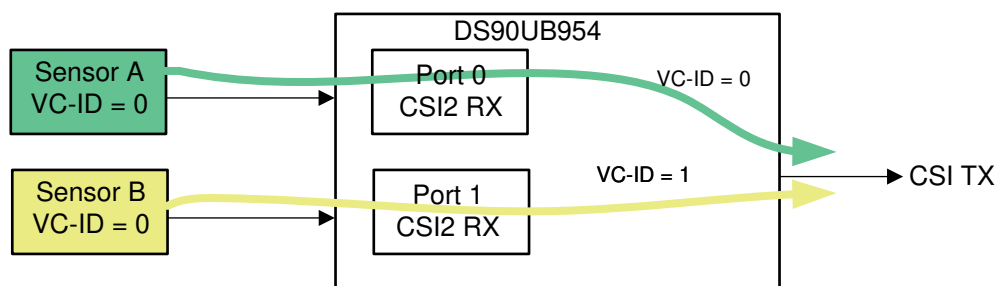 DS90UB954
Sensor A
VC-ID = 0
Port 0
CSI2 RX
VC-ID = 0
Sensor B
VC-ID = 0
Port 1
CSI2 RX
VC-ID = 1
CSI TX